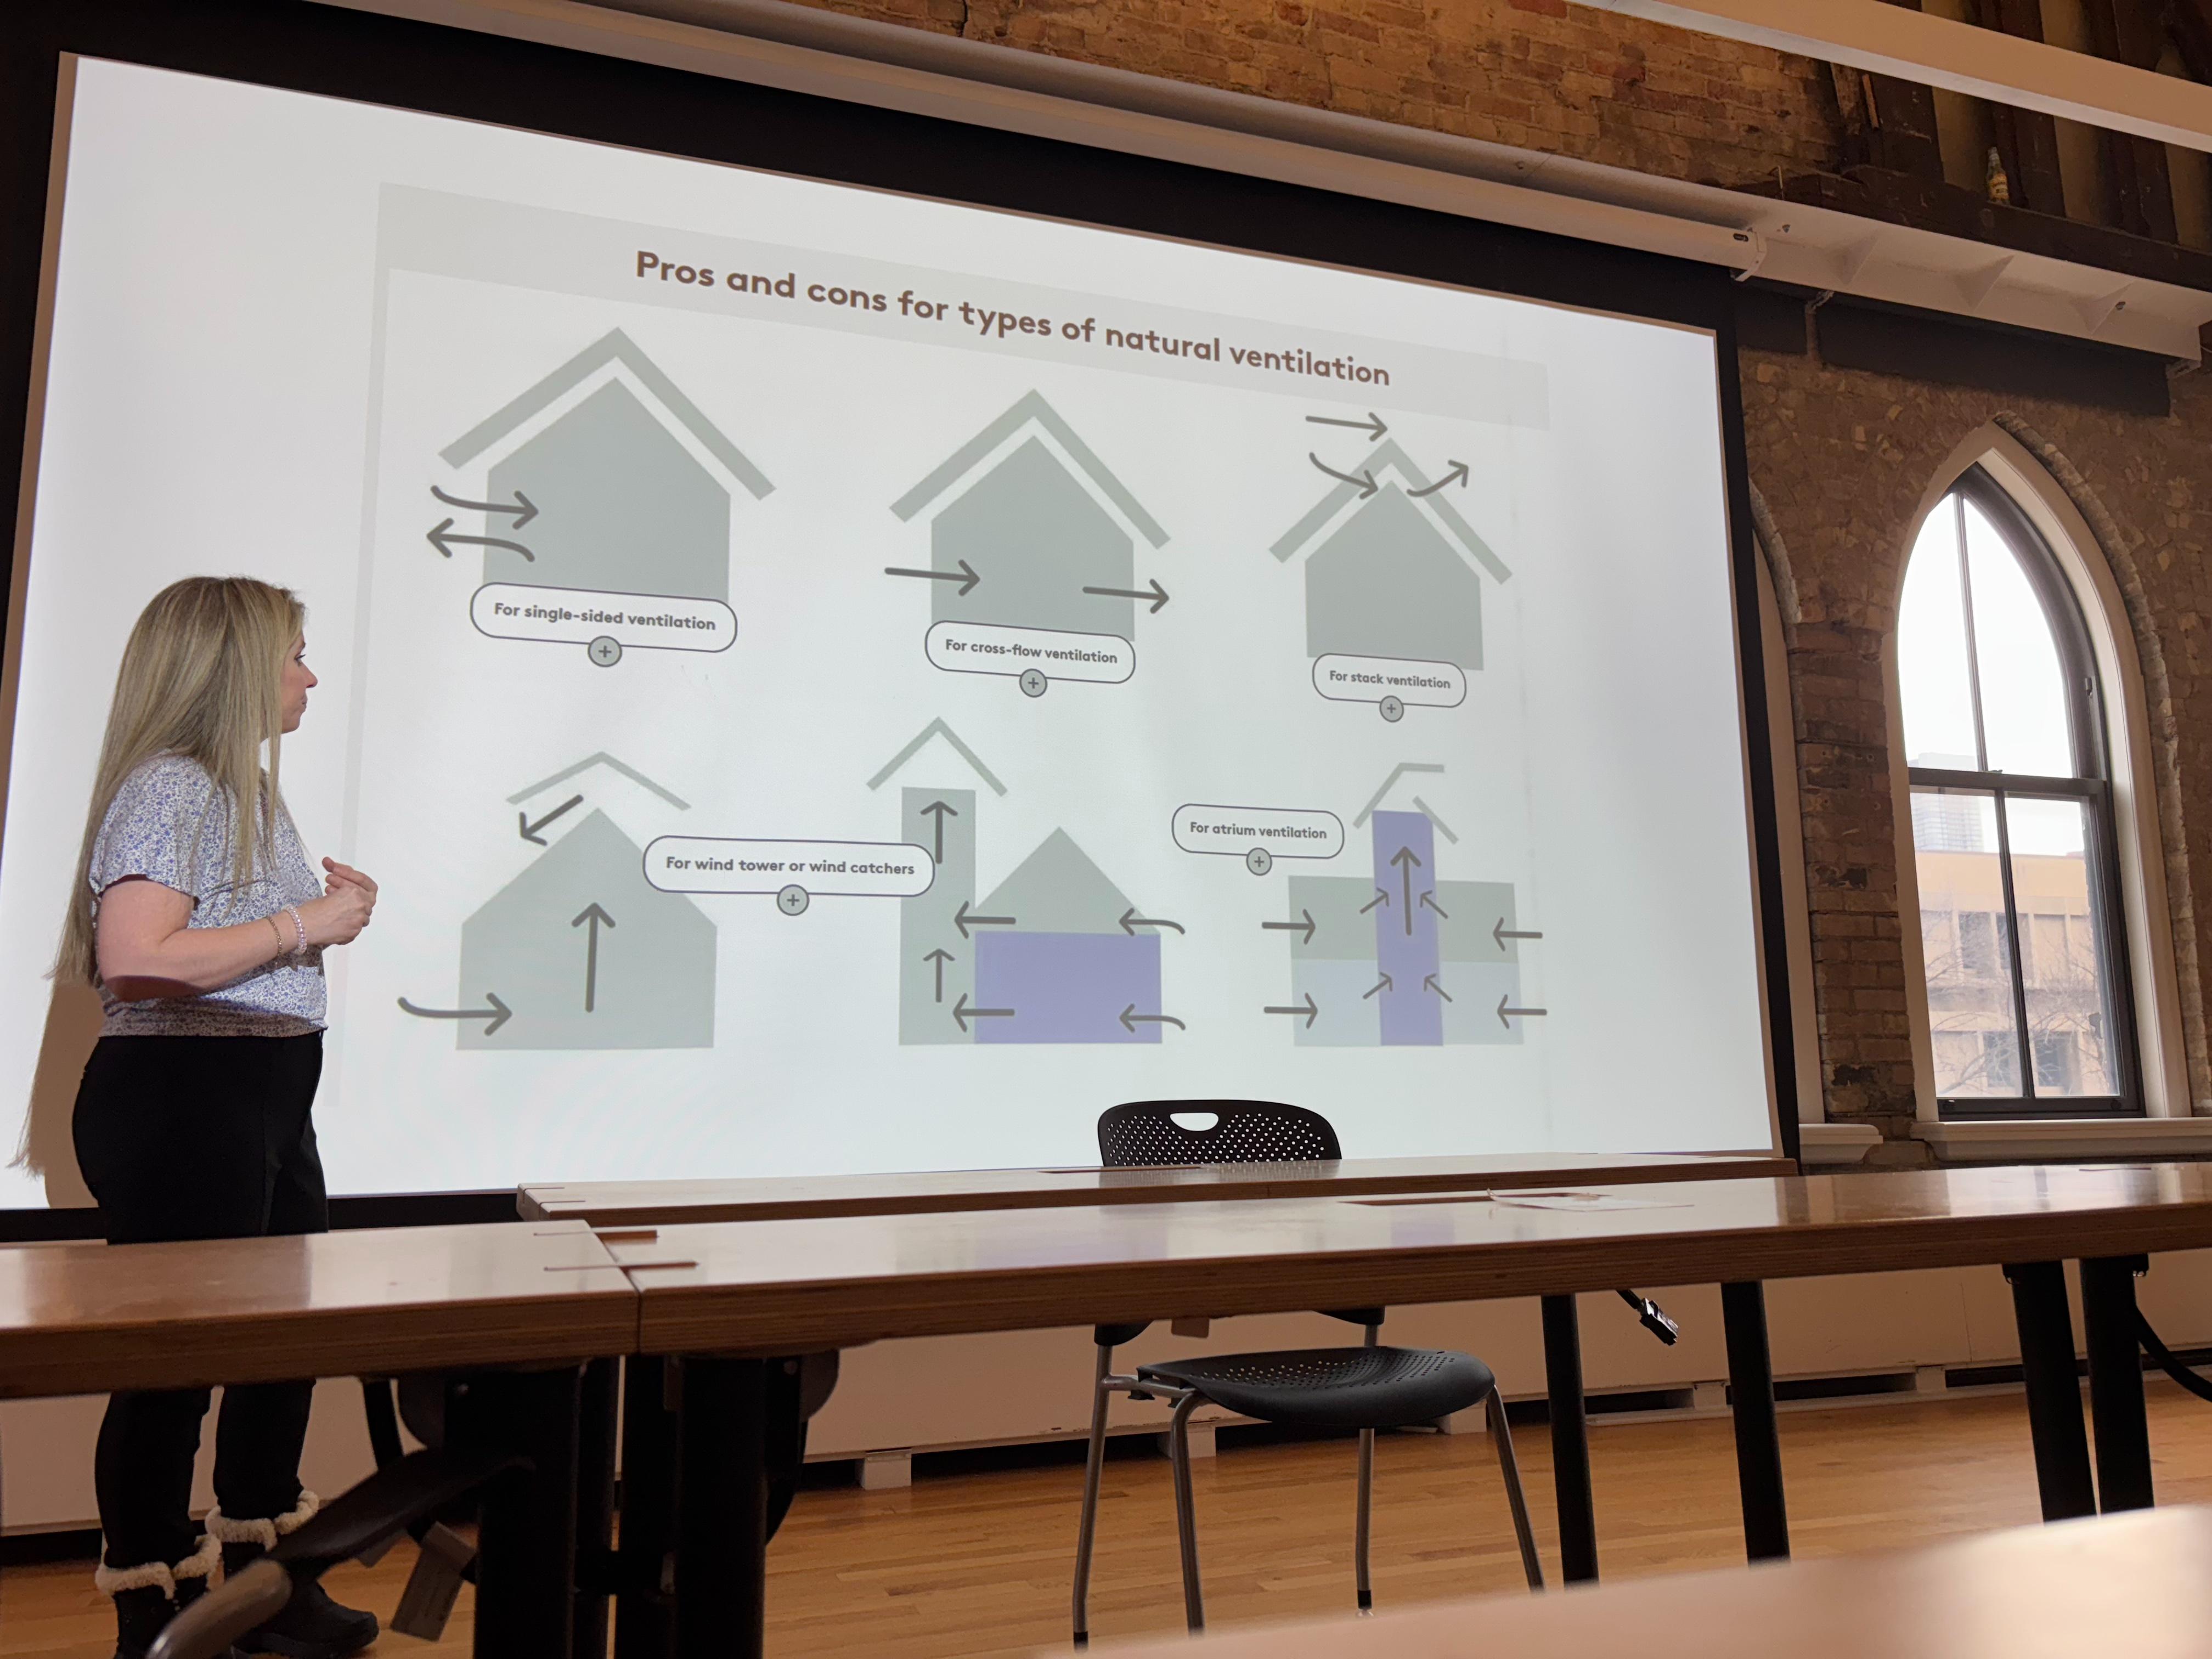 Pros and cons for types of natural ventilation
For single-sided ventilation
+
For cross-flow ventilation
+
For stack ventilation
+
For wind tower or wind catchers
+
For atrium ventilation
+